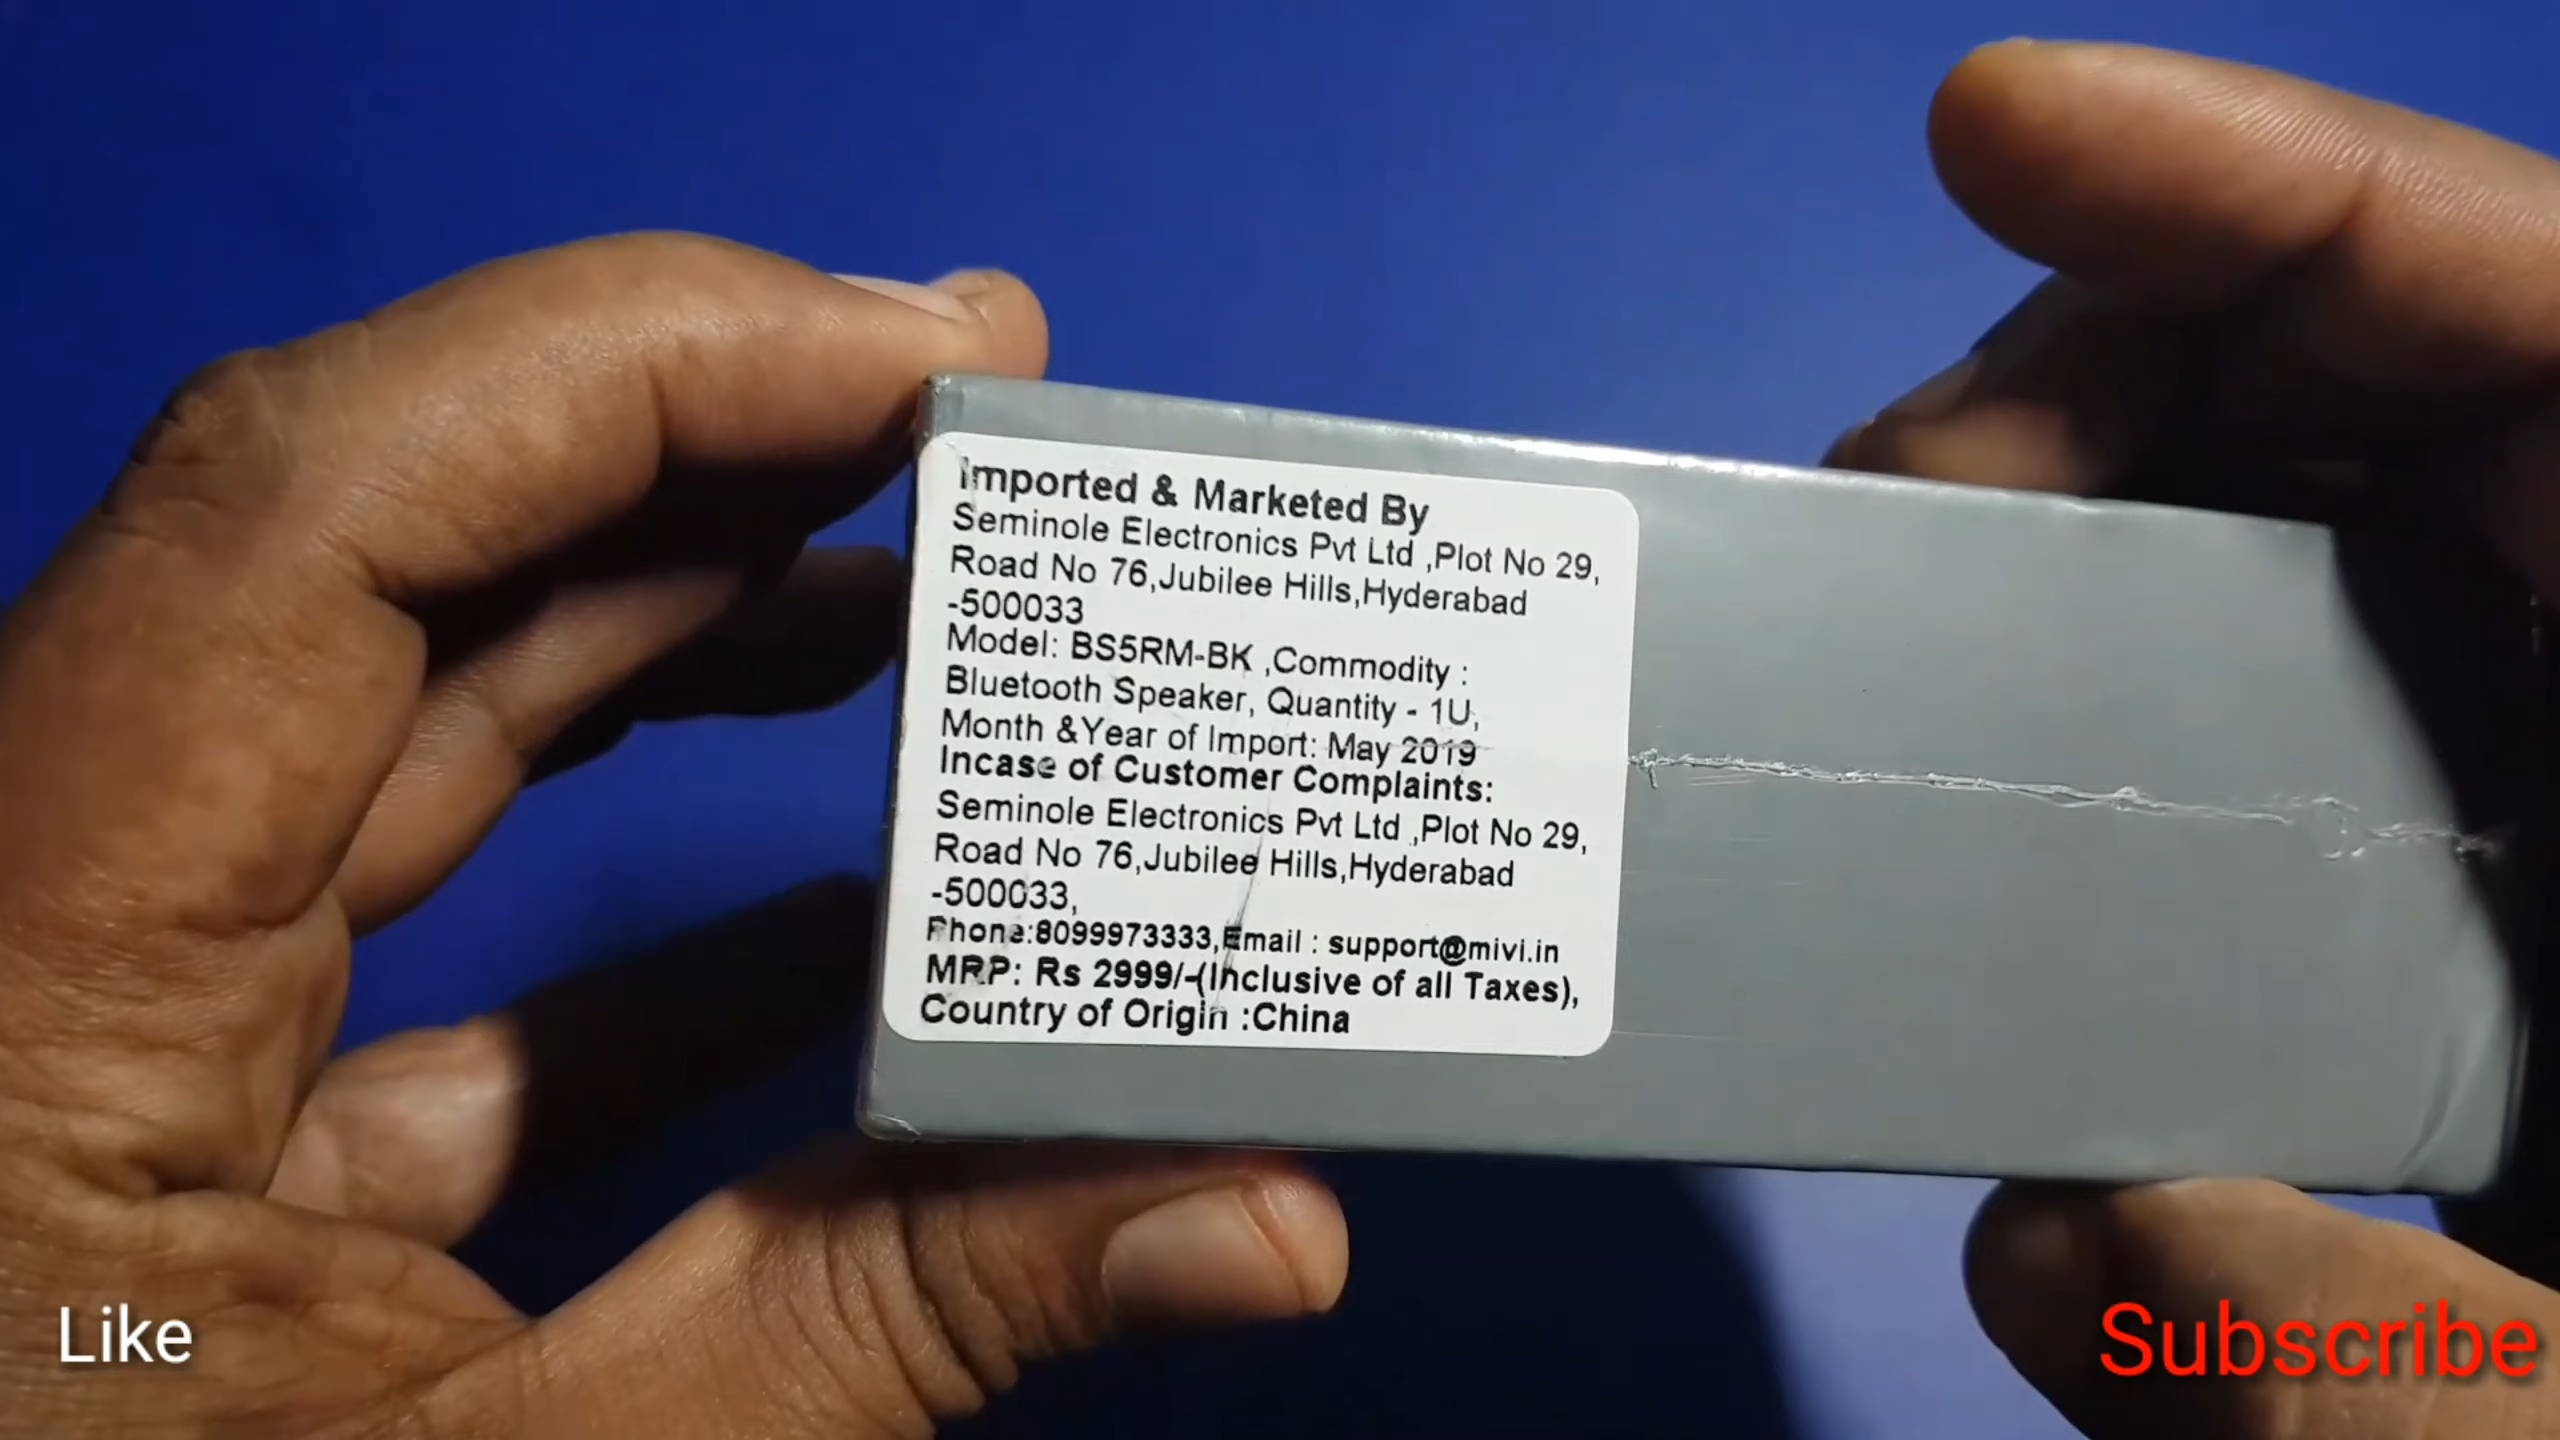 Imported & Marketed By
Seminole Electronics Pvt Ltd ,Plot No 29,
Road No 76,Jubilee Hills,Hyderabad
-500033
Model: BS5RM-BK ,Commodity :
Bluetooth Speaker, Quantity - 1U,
Month &Year of Import: May 2019
Incase of Customer Complaints:
Seminole Electronics Pvt Ltd ,Plot No 29,
Road No 76,Jubilee Hills,Hyderabad
-500033,
Phone:8099973333,Email : support@mivi.in
MRP: Rs 2999/-(Inclusive of all Taxes),
Country of Origin :China
Like
Subscribe